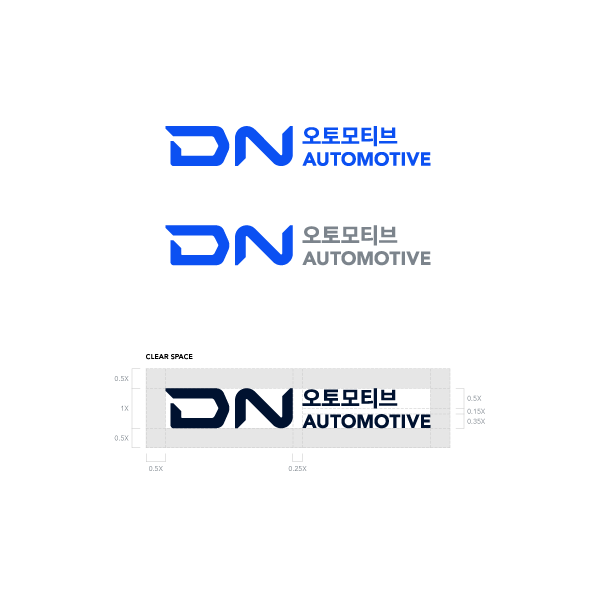 DN 오토모티브
AUTOMOTIVE
DN 오토모티브
AUTOMOTIVE
CLEAR SPACE
0.5X
1X
0.5X
DN 오토모티브
AUTOMOTIVE
0.5X
0.15X
0.35X
0.5X
0.25X